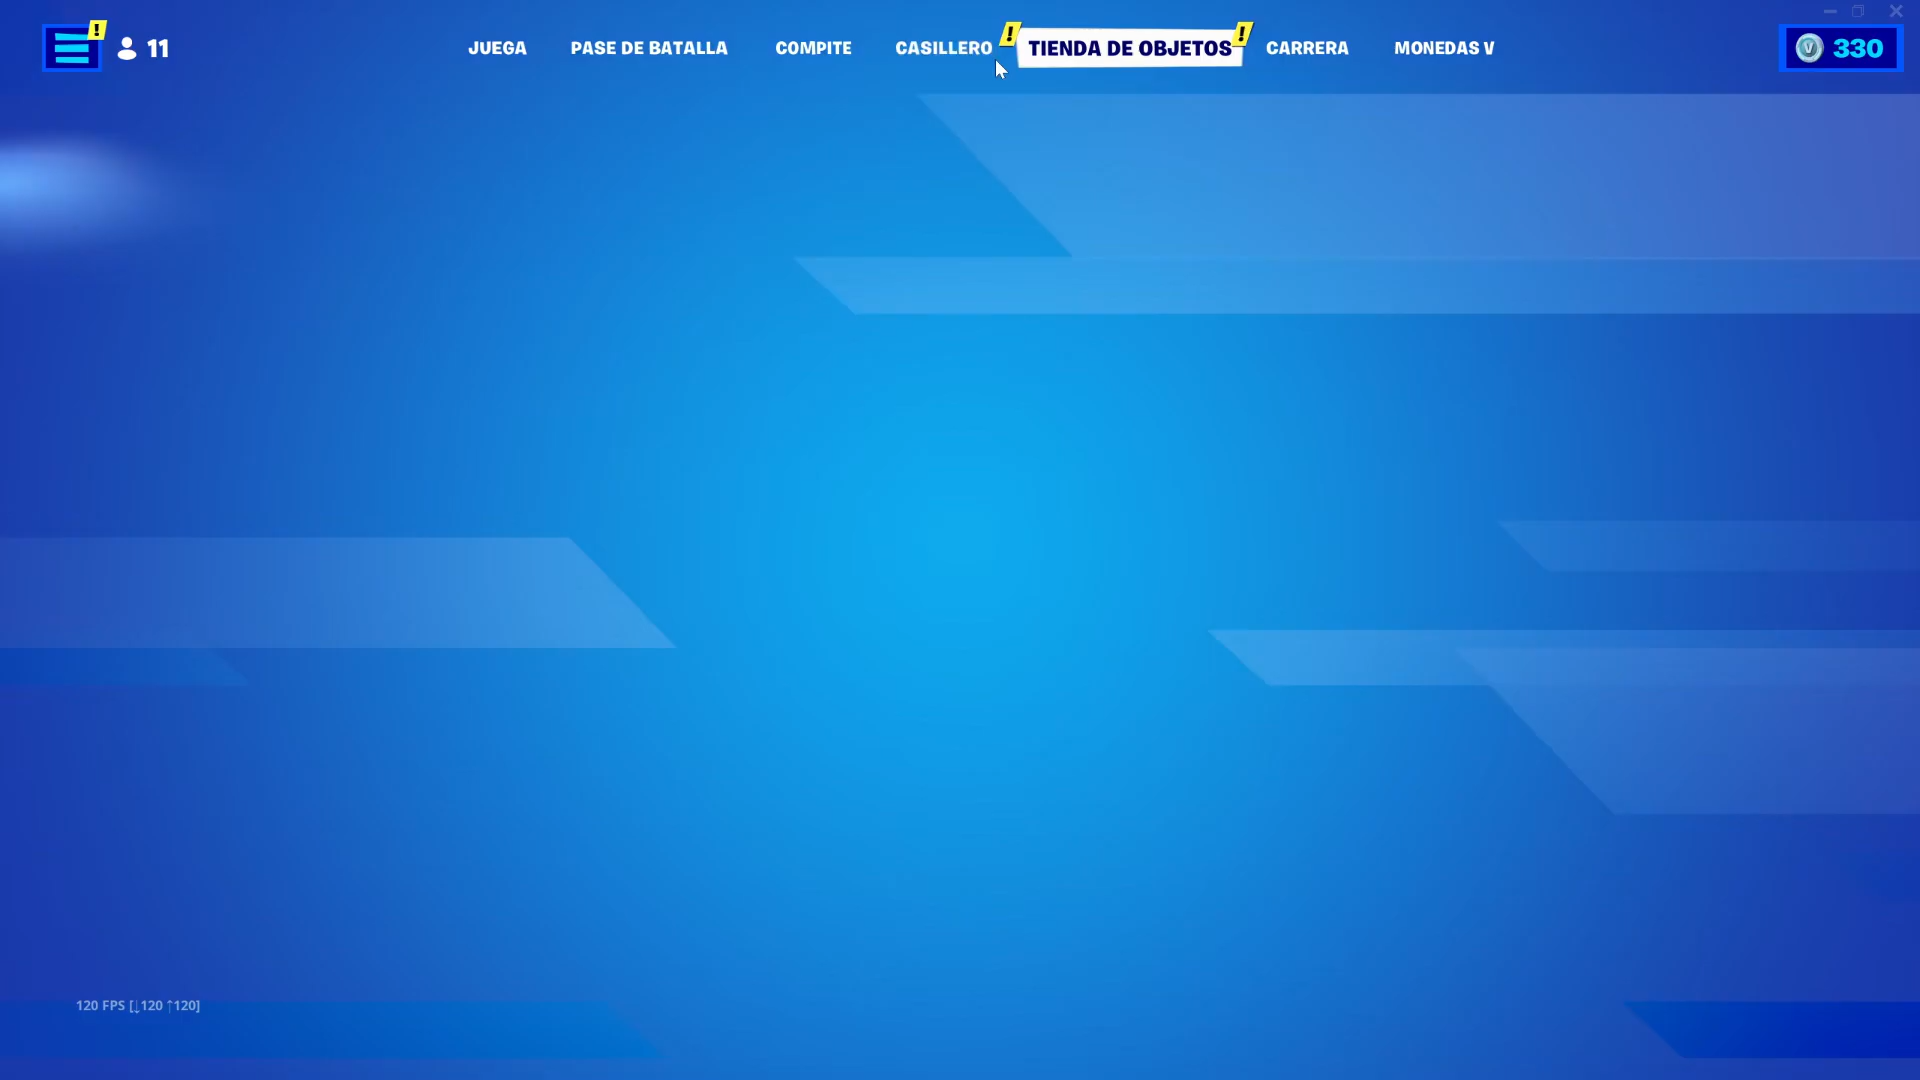 ! 11 JUEGA PASE DE BATALLA COMPITE CASILLERO ! TIENDA DE OBJETOS ! CARRERA MONEDAS V V 330
120 FPS [↓120 ↑120]